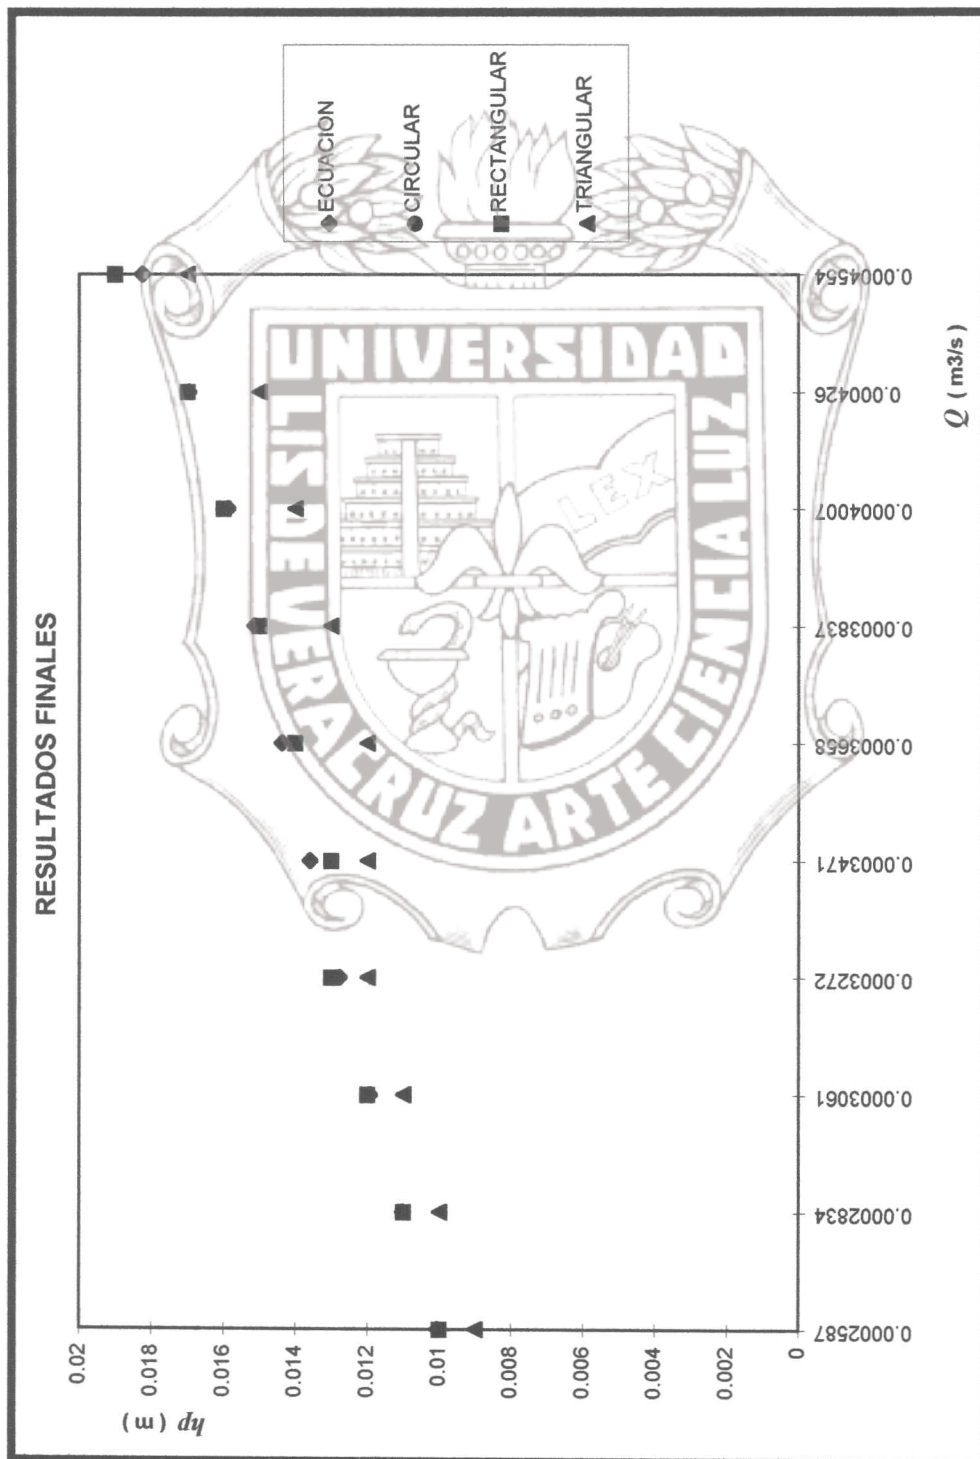 RESULTADOS FINALES
hp ( m )
0.02
0.018
0.016
0.014
0.012
0.01
0.008
0.006
0.004
0.002
0
0.0002587
0.0002834
0.0003061
0.0003272
0.0003471
0.0003658
0.0003837
0.0004007
0.000426
0.0004554
Q ( m3/s )
ECUACION
CIRCULAR
RECTANGULAR
TRIANGULAR
UNIVERSIDAD
LIS DE VERACRUZ ARTE CIENCIA LUZ
LEX